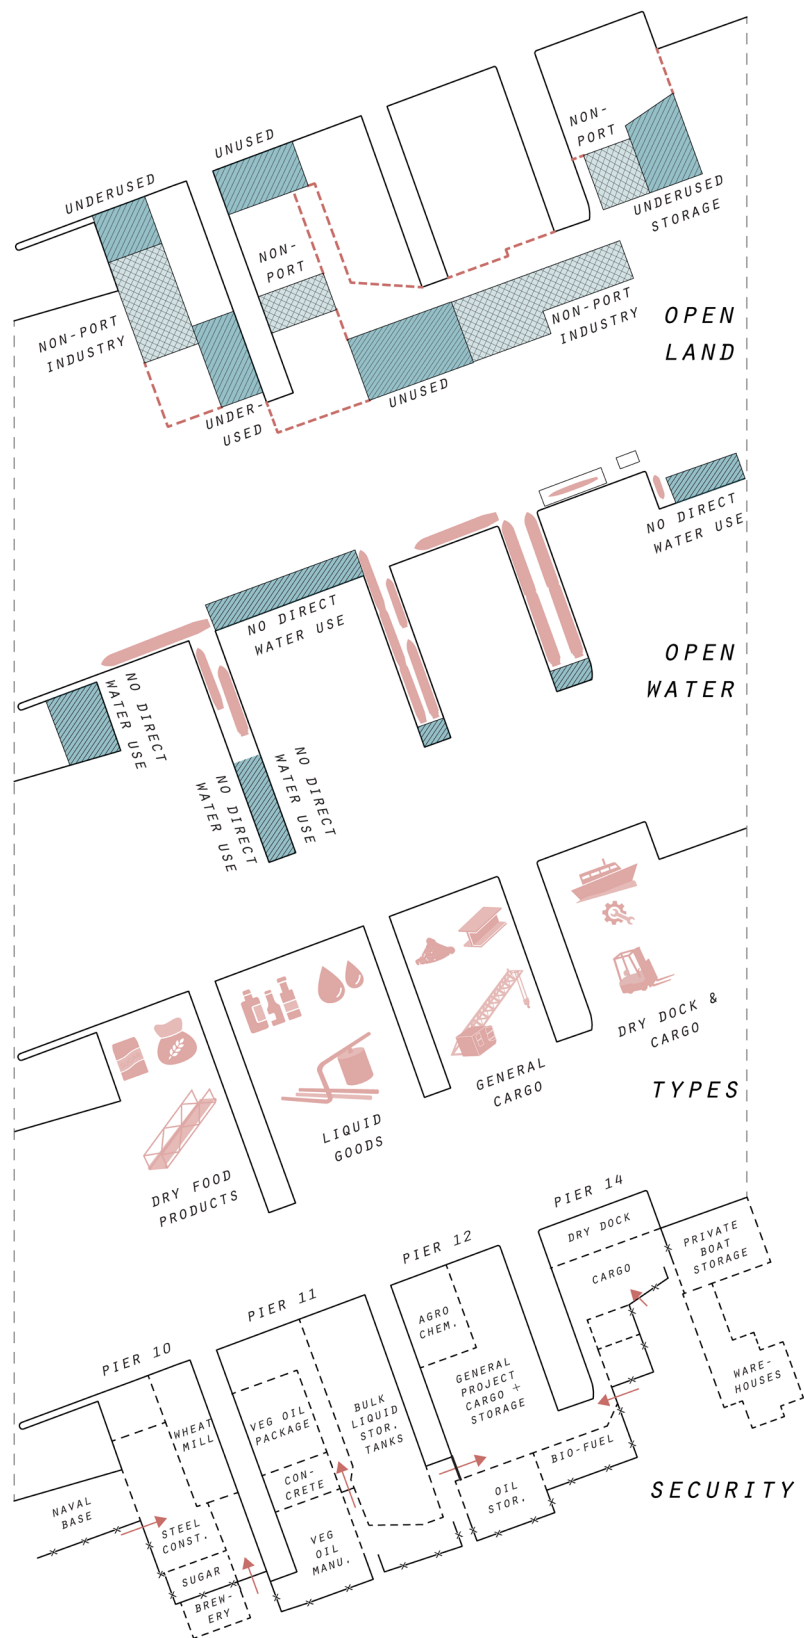 UNUSED
UNDERUSED
NON-
PORT
NON-
PORT
UNDERUSED
STORAGE
NON-PORT
INDUSTRY
NON-PORT
INDUSTRY
UNDER-
USED
UNUSED
OPEN
LAND
NO DIRECT
WATER USE
NO DIRECT
WATER USE
NO DIRECT
WATER USE
NO DIRECT
WATER USE
NO DIRECT
WATER USE
OPEN
WATER
DRY DOCK &
CARGO
GENERAL
CARGO
LIQUID
GOODS
DRY FOOD
PRODUCTS
TYPES
PIER 14
PIER 12
PIER 11
PIER 10
DRY DOCK
CARGO
PRIVATE
BOAT
STORAGE
WARE-
HOUSES
AGRO
CHEM.
GENERAL
PROJECT
CARGO +
STORAGE
BIO-FUEL
OIL
STOR.
BULK
LIQUID
STOR.
TANKS
VEG OIL
PACKAGE
CON-
CRETE
VEG
OIL
MANU.
WHEAT
MILL
NAVAL
BASE
STEEL
CONST.
SUGAR
BREW-
ERY
SECURITY